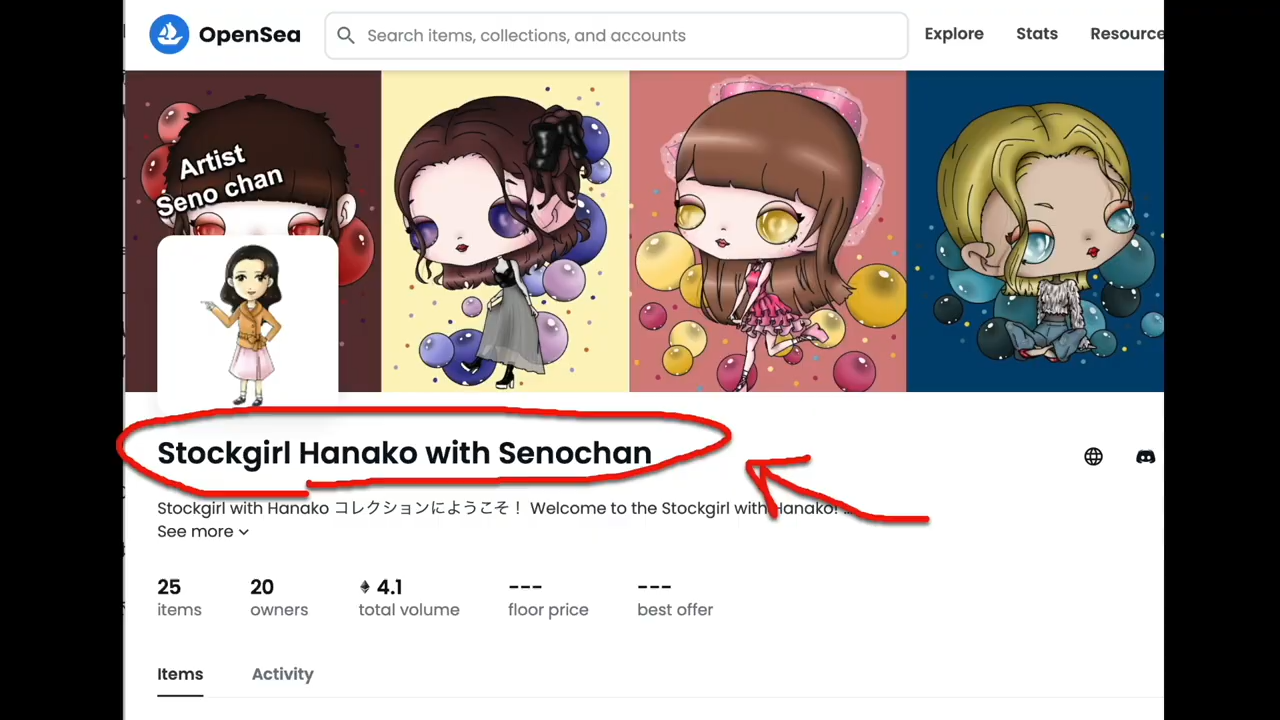 OpenSea
Search items, collections, and accounts
Explore
Stats
Resource
Artist
Seno chan
Stockgirl Hanako with Senochan
Stockgirl with Hanako コレクションにようこそ！ Welcome to the Stockgirl with Hanako! ...
See more
25
20
4.1
---
---
items
owners
total volume
floor price
best offer
Items
Activity